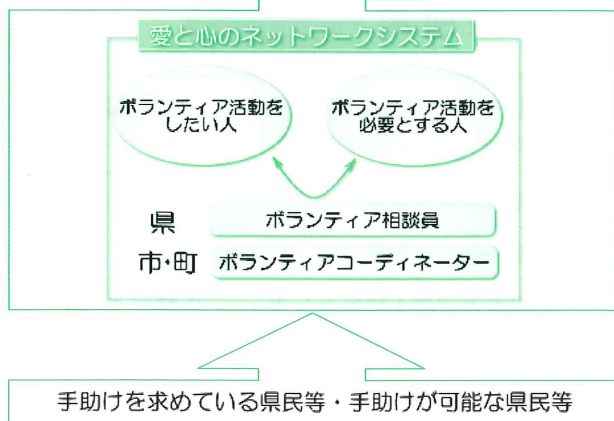 愛と心のネットワークシステム
ボランティア活動を
したい人
ボランティア活動を
必要とする人
県 ボランティア相談員
市・町 ボランティアコーディネーター
手助けを求めている県民等・手助けが可能な県民等